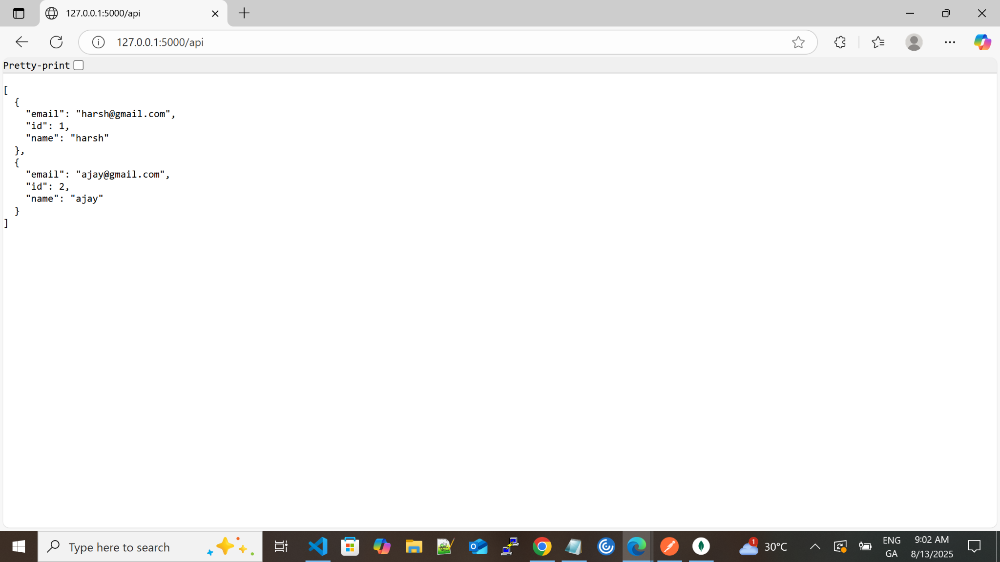 127.0.0.1:5000/api
127.0.0.1:5000/api
Pretty-print
[
  {
    "email": "harsh@gmail.com",
    "id": 1,
    "name": "harsh"
  },
  {
    "email": "ajay@gmail.com",
    "id": 2,
    "name": "ajay"
  }
]
Type here to search
1
30°C
ENG
GA
9:02 AM
8/13/2025